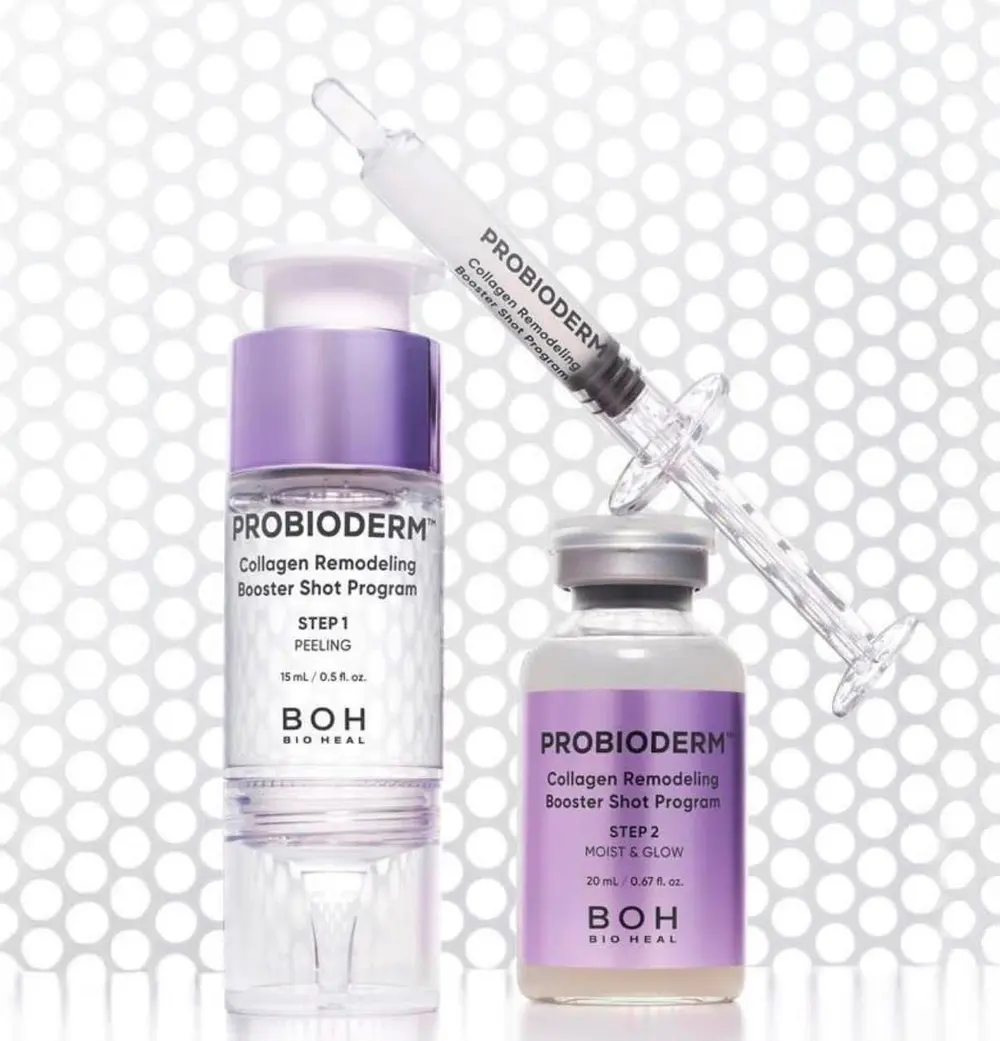 PROBIODERM
Collagen Remodeling
Booster Shot Program
PROBIODERM™
Collagen Remodeling
Booster Shot Program
STEP 1
PEELING
15 mL / 0.5 fl. oz.
BOH
BIO HEAL
PROBIODERM™
Collagen Remodeling
Booster Shot Program
STEP 2
MOIST & GLOW
20 mL / 0.67 fl. oz.
BOH
BIO HEAL